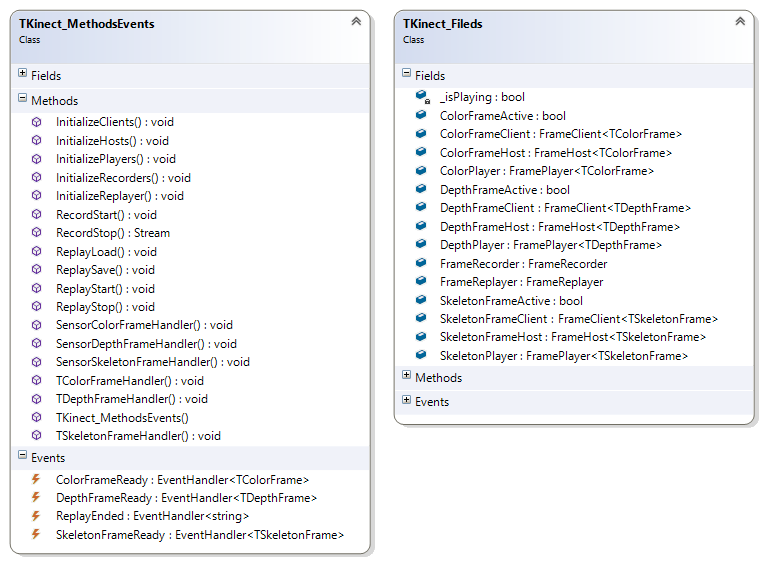 TKinect_MethodsEvents
Class
Fields
Methods
InitializeClients() : void
InitializeHosts() : void
InitializePlayers() : void
InitializeRecorders() : void
InitializeReplayer() : void
RecordStart() : void
RecordStop() : Stream
ReplayLoad() : void
ReplaySave() : void
ReplayStart() : void
ReplayStop() : void
SensorColorFrameHandler() : void
SensorDepthFrameHandler() : void
SensorSkeletonFrameHandler() : void
TColorFrameHandler() : void
TDepthFrameHandler() : void
TKinect_MethodsEvents()
TSkeletonFrameHandler() : void
Events
ColorFrameReady : EventHandler<TColorFrame>
DepthFrameReady : EventHandler<TDepthFrame>
ReplayEnded : EventHandler<string>
SkeletonFrameReady : EventHandler<TSkeletonFrame>
TKinect_Fileds
Class
Fields
_isPlaying : bool
ColorFrameActive : bool
ColorFrameClient : FrameClient<TColorFrame>
ColorFrameHost : FrameHost<TColorFrame>
ColorPlayer : FramePlayer<TColorFrame>
DepthFrameActive : bool
DepthFrameClient : FrameClient<TDepthFrame>
DepthFrameHost : FrameHost<TDepthFrame>
DepthPlayer : FramePlayer<TDepthFrame>
FrameRecorder : FrameRecorder
FrameReplayer : FrameReplayer
SkeletonFrameActive : bool
SkeletonFrameClient : FrameClient<TSkeletonFrame>
SkeletonFrameHost : FrameHost<TSkeletonFrame>
SkeletonPlayer : FramePlayer<TSkeletonFrame>
Methods
Events